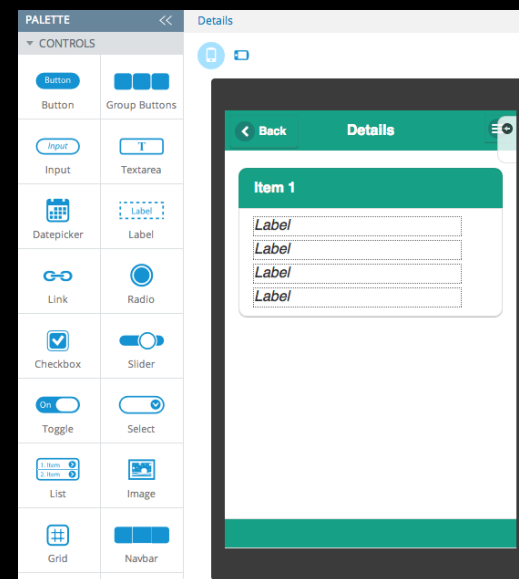 PALETTE
Details
CONTROLS
Button
Button
Group Buttons
Input
Input
T
Textarea
Datepicker
Label
Label
Link
Radio
Checkbox
Slider
On
Toggle
Select
1. Item
2. Item
List
Image
Grid
Navbar
Back
Details
Item 1
Label
Label
Label
Label